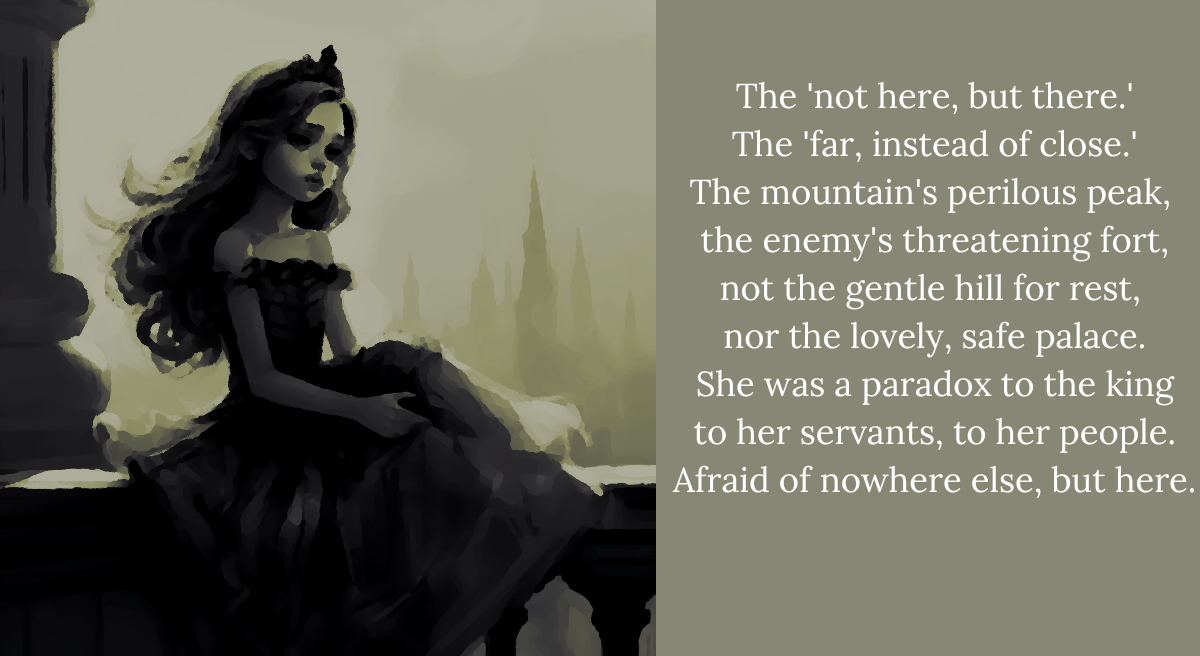 The 'not here, but there.'
The 'far, instead of close.'
The mountain's perilous peak,
the enemy's threatening fort,
not the gentle hill for rest,
nor the lovely, safe palace.
She was a paradox to the king
to her servants, to her people.
Afraid of nowhere else, but here.